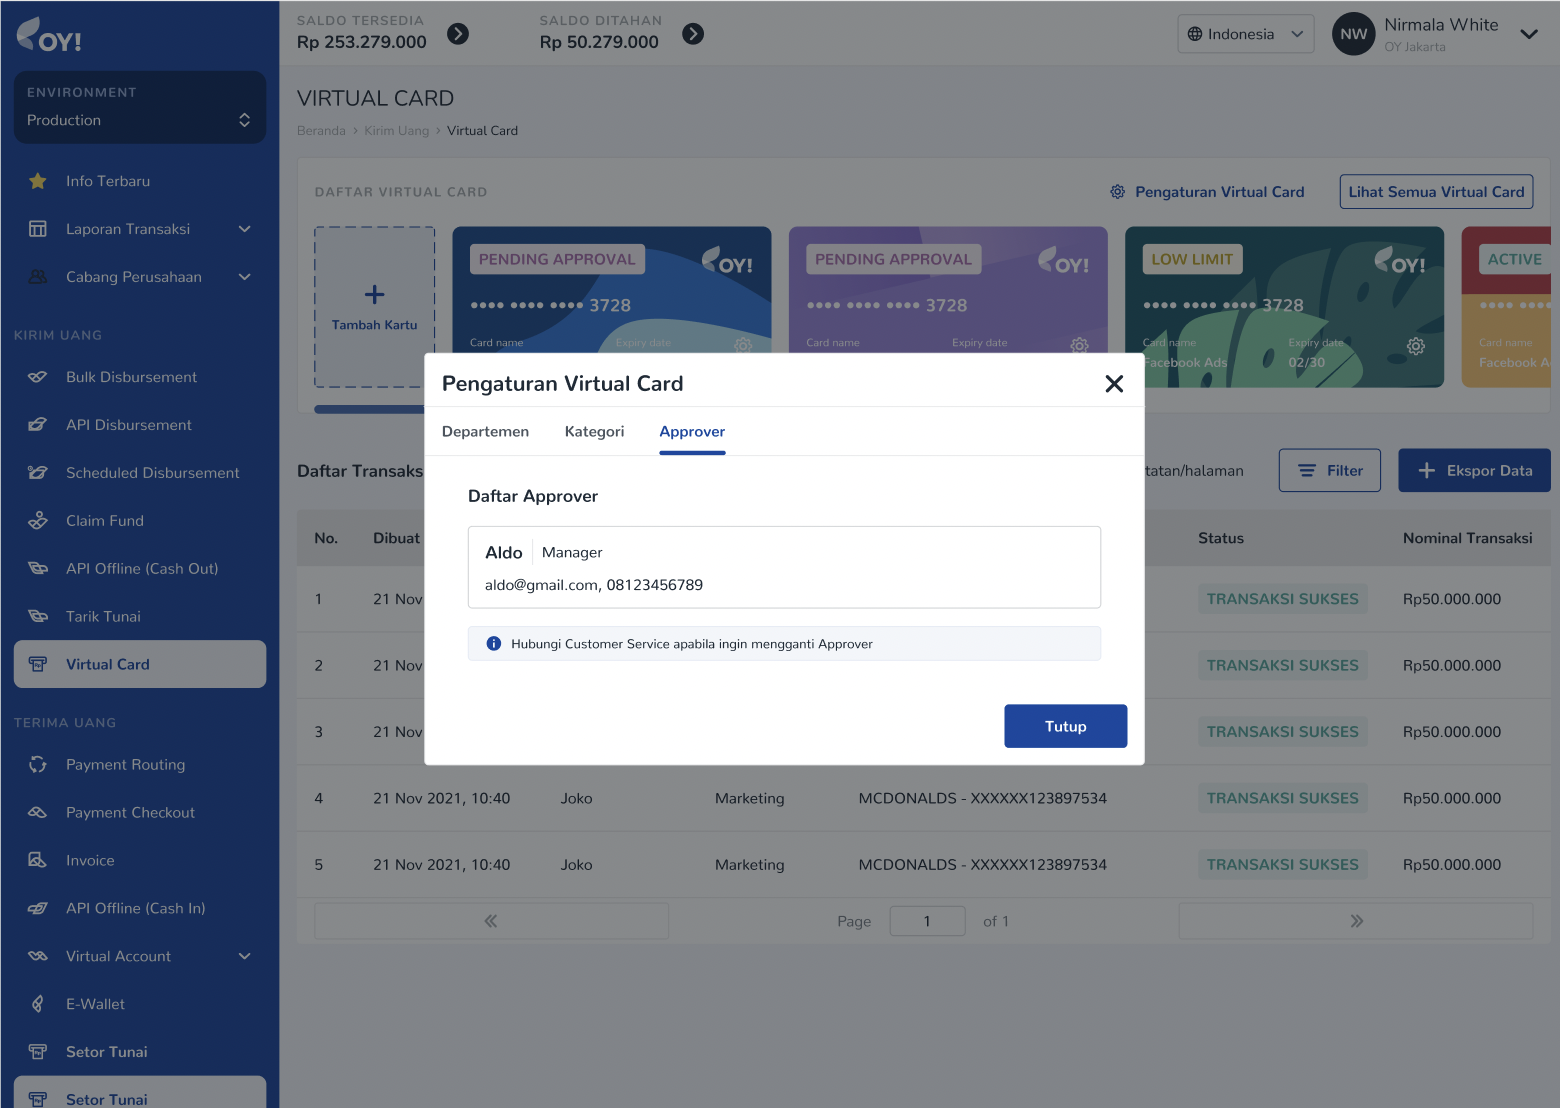 OY!
ENVIRONMENT
Production
Info Terbaru
Laporan Transaksi
Cabang Perusahaan
KIRIM UANG
Bulk Disbursement
API Disbursement
Scheduled Disbursement
Claim Fund
API Offline (Cash Out)
Tarik Tunai
Virtual Card
TERIMA UANG
Payment Routing
Payment Checkout
Invoice
API Offline (Cash In)
Virtual Account
E-Wallet
Setor Tunai
Setor Tunai
SALDO TERSEDIA
Rp 253.279.000
SALDO DITAHAN
Rp 50.279.000
Indonesia
NW
Nirmala White
OY Jakarta
VIRTUAL CARD
Beranda > Kirim Uang > Virtual Card
DAFTAR VIRTUAL CARD
Pengaturan Virtual Card
Lihat Semua Virtual Card
+
Tambah Kartu
PENDING APPROVAL
OY!
•••• •••• •••• 3728
Card name
Expiry date
PENDING APPROVAL
OY!
•••• •••• •••• 3728
Card name
Expiry date
LOW LIMIT
OY!
•••• •••• •••• 3728
Card name
Facebook Ads
Expiry date
02/30
ACTIVE
•••• ••••
Card name
Facebook A
Pengaturan Virtual Card
Departemen
Kategori
Approver
Daftar Approver
Aldo | Manager
aldo@gmail.com, 08123456789
Hubungi Customer Service apabila ingin mengganti Approver
Tutup
Daftar Transaks
tatan/halaman
Filter
+ Ekspor Data
No. Dibuat Status Nominal Transaksi
1 21 Nov TRANSAKSI SUKSES Rp50.000.000
2 21 Nov TRANSAKSI SUKSES Rp50.000.000
3 21 Nov TRANSAKSI SUKSES Rp50.000.000
4 21 Nov 2021, 10:40 Joko Marketing MCDONALDS - XXXXXX123897534 TRANSAKSI SUKSES Rp50.000.000
5 21 Nov 2021, 10:40 Joko Marketing MCDONALDS - XXXXXX123897534 TRANSAKSI SUKSES Rp50.000.000
« Page 1 of 1 »